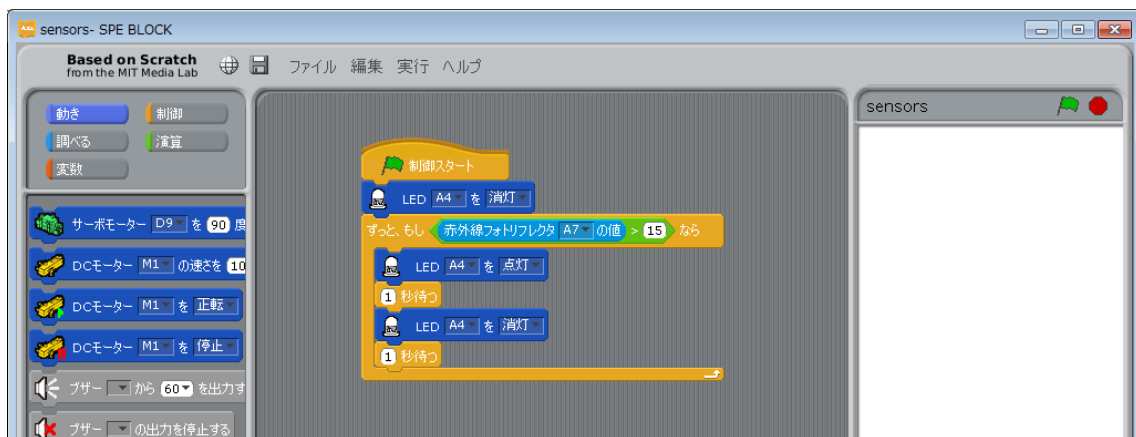 sensors- SPE BLOCK
Based on Scratch
from the MIT Media Lab
ファイル 編集 実行 ヘルプ
動き 制御
調べる 演算
変数
サーボモーター D9 を 90 度
DCモーター M1 の速さを 10
DCモーター M1 を 正転
DCモーター M1 を 停止
ブザー から 60 を出力す
ブザー の出力を停止する
制御スタート
LED A4 を 消灯
ずっと、もし 赤外線フォトリフレクタ A7 の値 > 15 なら
LED A4 を 点灯
1 秒待つ
LED A4 を 消灯
1 秒待つ
sensors